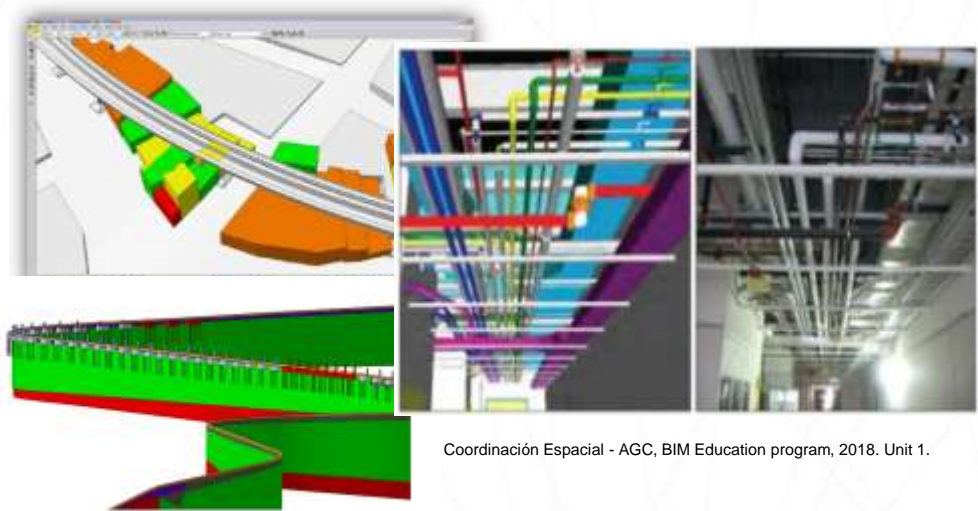 Coordinación Espacial - AGC, BIM Education program, 2018. Unit 1.